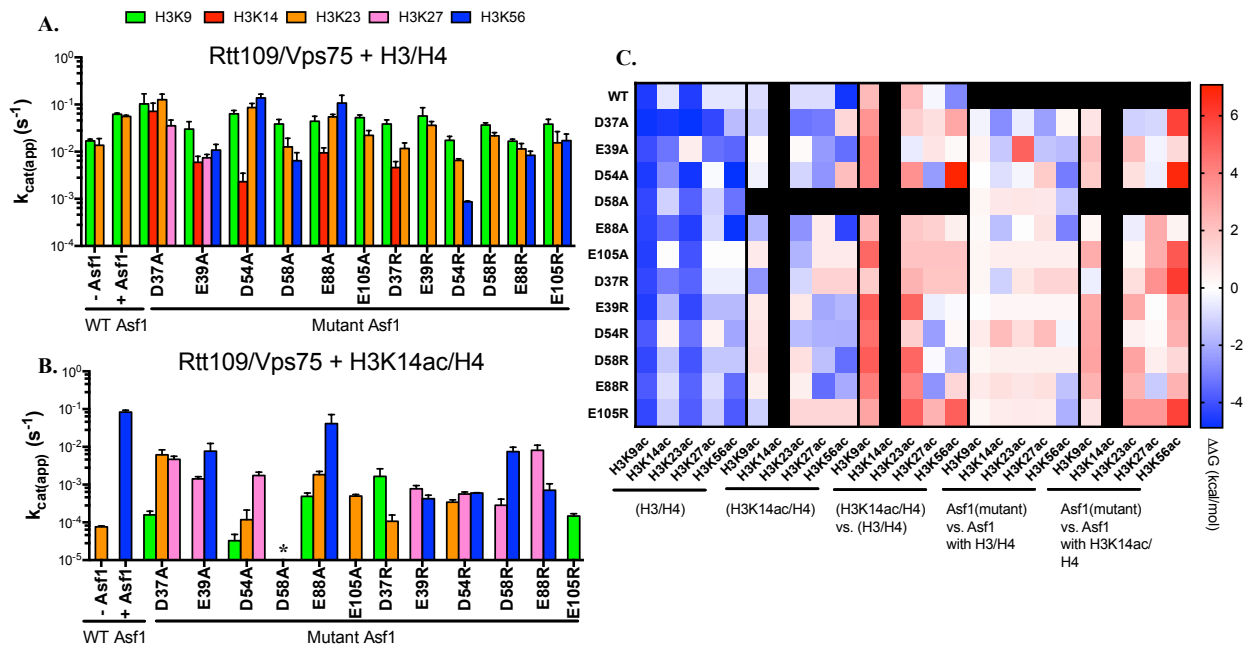 H3K9 H3K14 H3K23 H3K27 H3K56
A.
Rtt109/Vps75 + H3/H4
kcat(app) (s-1)
100
10-1
10-2
10-3
10-4
- Asf1 + Asf1 D37A E39A D54A D58A E88A E105A D37R E39R D54R D58R E88R E105R
WT Asf1 Mutant Asf1
B.
Rtt109/Vps75 + H3K14ac/H4
kcat(app) (s-1)
100
10-1
10-2
10-3
10-4
10-5
*
- Asf1 + Asf1 D37A E39A D54A D58A E88A E105A D37R E39R D54R D58R E88R E105R
WT Asf1 Mutant Asf1
C.
WT
D37A
E39A
D54A
D58A
E88A
E105A
D37R
E39R
D54R
D58R
E88R
E105R
6
4
2
0
-2
-4
ΔΔG (kcal/mol)
H3K9ac H3K14ac H3K23ac H3K27ac H3K56ac H3K9ac H3K14ac H3K23ac H3K27ac H3K56ac H3K9ac H3K14ac H3K23ac H3K27ac H3K56ac H3K9ac H3K14ac H3K23ac H3K27ac H3K56ac H3K9ac H3K14ac H3K23ac H3K27ac H3K56ac
(H3/H4)
(H3K14ac/H4)
(H3K14ac/H4)
vs. (H3/H4)
Asf1(mutant)
vs. Asf1
with H3/H4
Asf1(mutant)
vs. Asf1
with H3K14ac/
H4